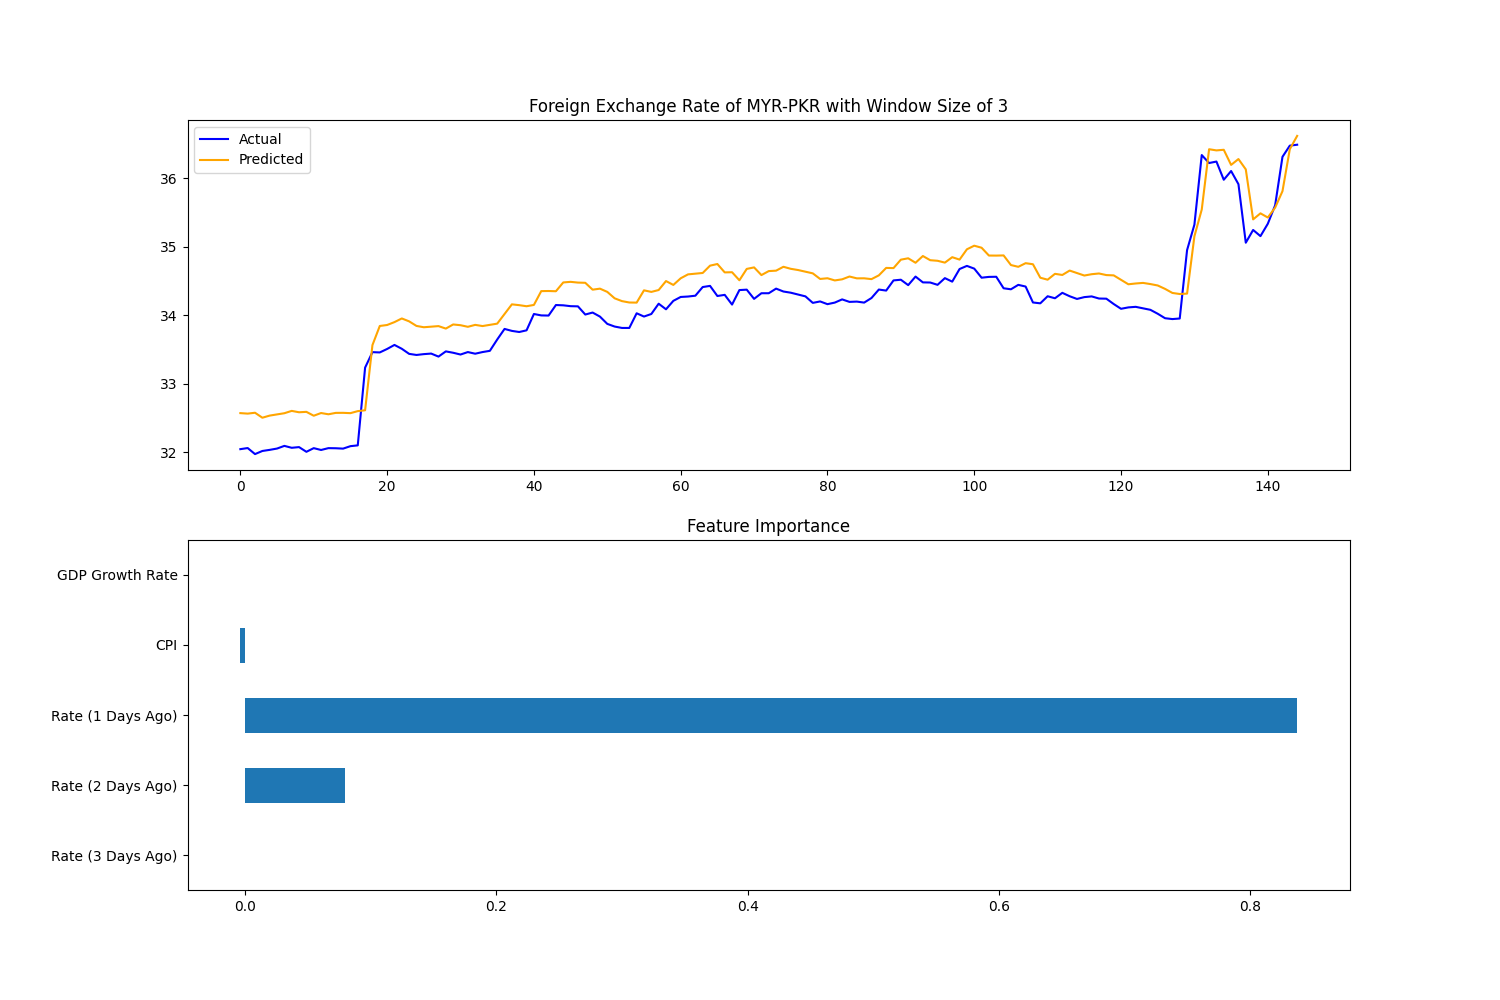 Foreign Exchange Rate of MYR-PKR with Window Size of 3
Actual
Predicted
36
35
34
33
32
0 20 40 60 80 100 120 140
Feature Importance
GDP Growth Rate
CPI
Rate (1 Days Ago)
Rate (2 Days Ago)
Rate (3 Days Ago)
0.0 0.2 0.4 0.6 0.8